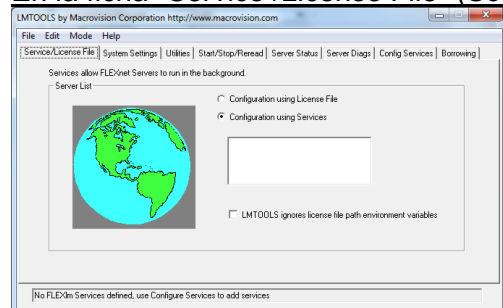 LMTOOLS by Macrovision Corporation http://www.macrovision.com
File Edit Mode Help
Service/License File System Settings Utilities Start/Stop/Reread Server Status Server Diags Config Services Borrowing
Services allow FLEXnet Servers to run in the background.
Server List
Configuration using License File
Configuration using Services
LMTOOLS ignores license file path environment variables
No FLEXlm Services defined, use Configure Services to add services